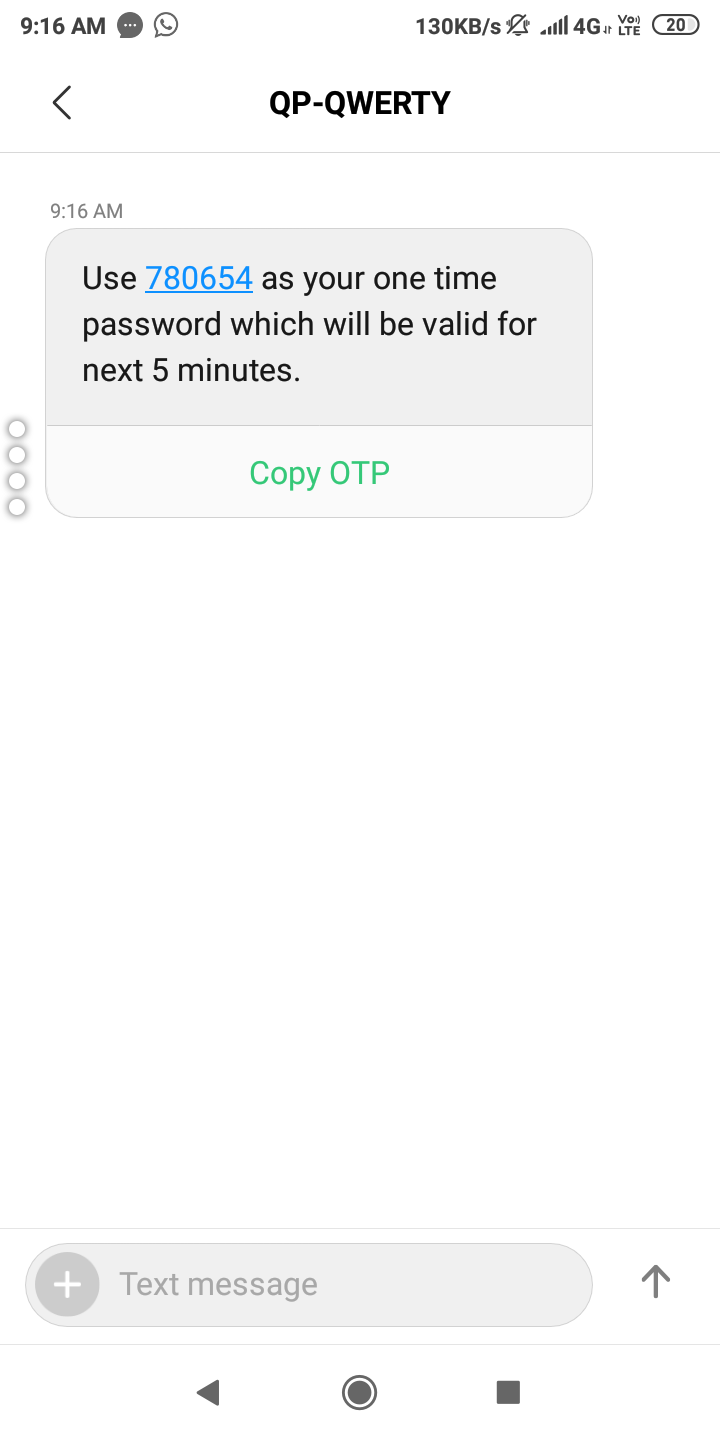 9:16 AM 130KB/s 4G Vo)) LTE 20
QP-QWERTY
9:16 AM
Use 780654 as your one time
password which will be valid for
next 5 minutes.
Copy OTP
Text message